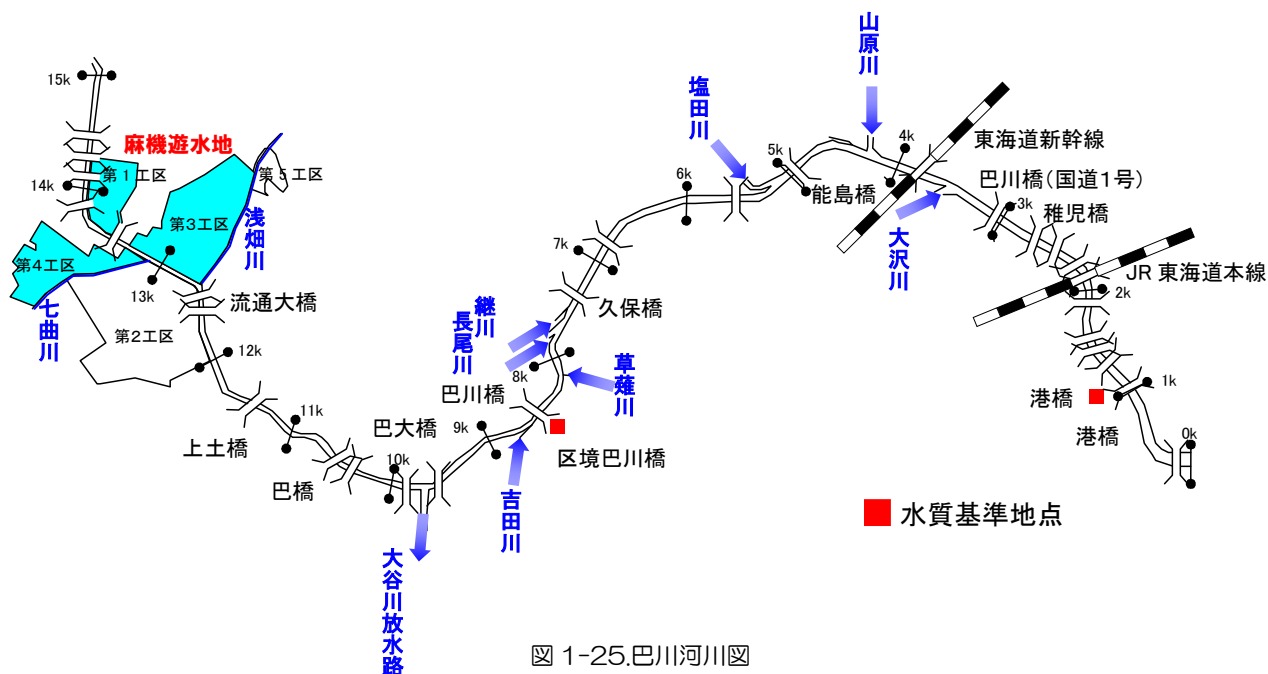 15k
麻機遊水地
第1工区
第5工区
14k
第3工区
浅畑川
第4工区
13k
七曲川
流通大橋
第2工区
12k
上土橋
11k
巴橋
10k
巴大橋
大谷川放水路
9k
吉田川
巴川橋
区境巴川橋
8k
草薙川
継川
長尾川
久保橋
7k
6k
塩田川
5k
能島橋
山原川
4k
東海道新幹線
大沢川
巴川橋(国道1号)
3k
稚児橋
JR 東海道本線
2k
港橋
1k
港橋
0k
水質基準地点
図 1-25.巴川河川図